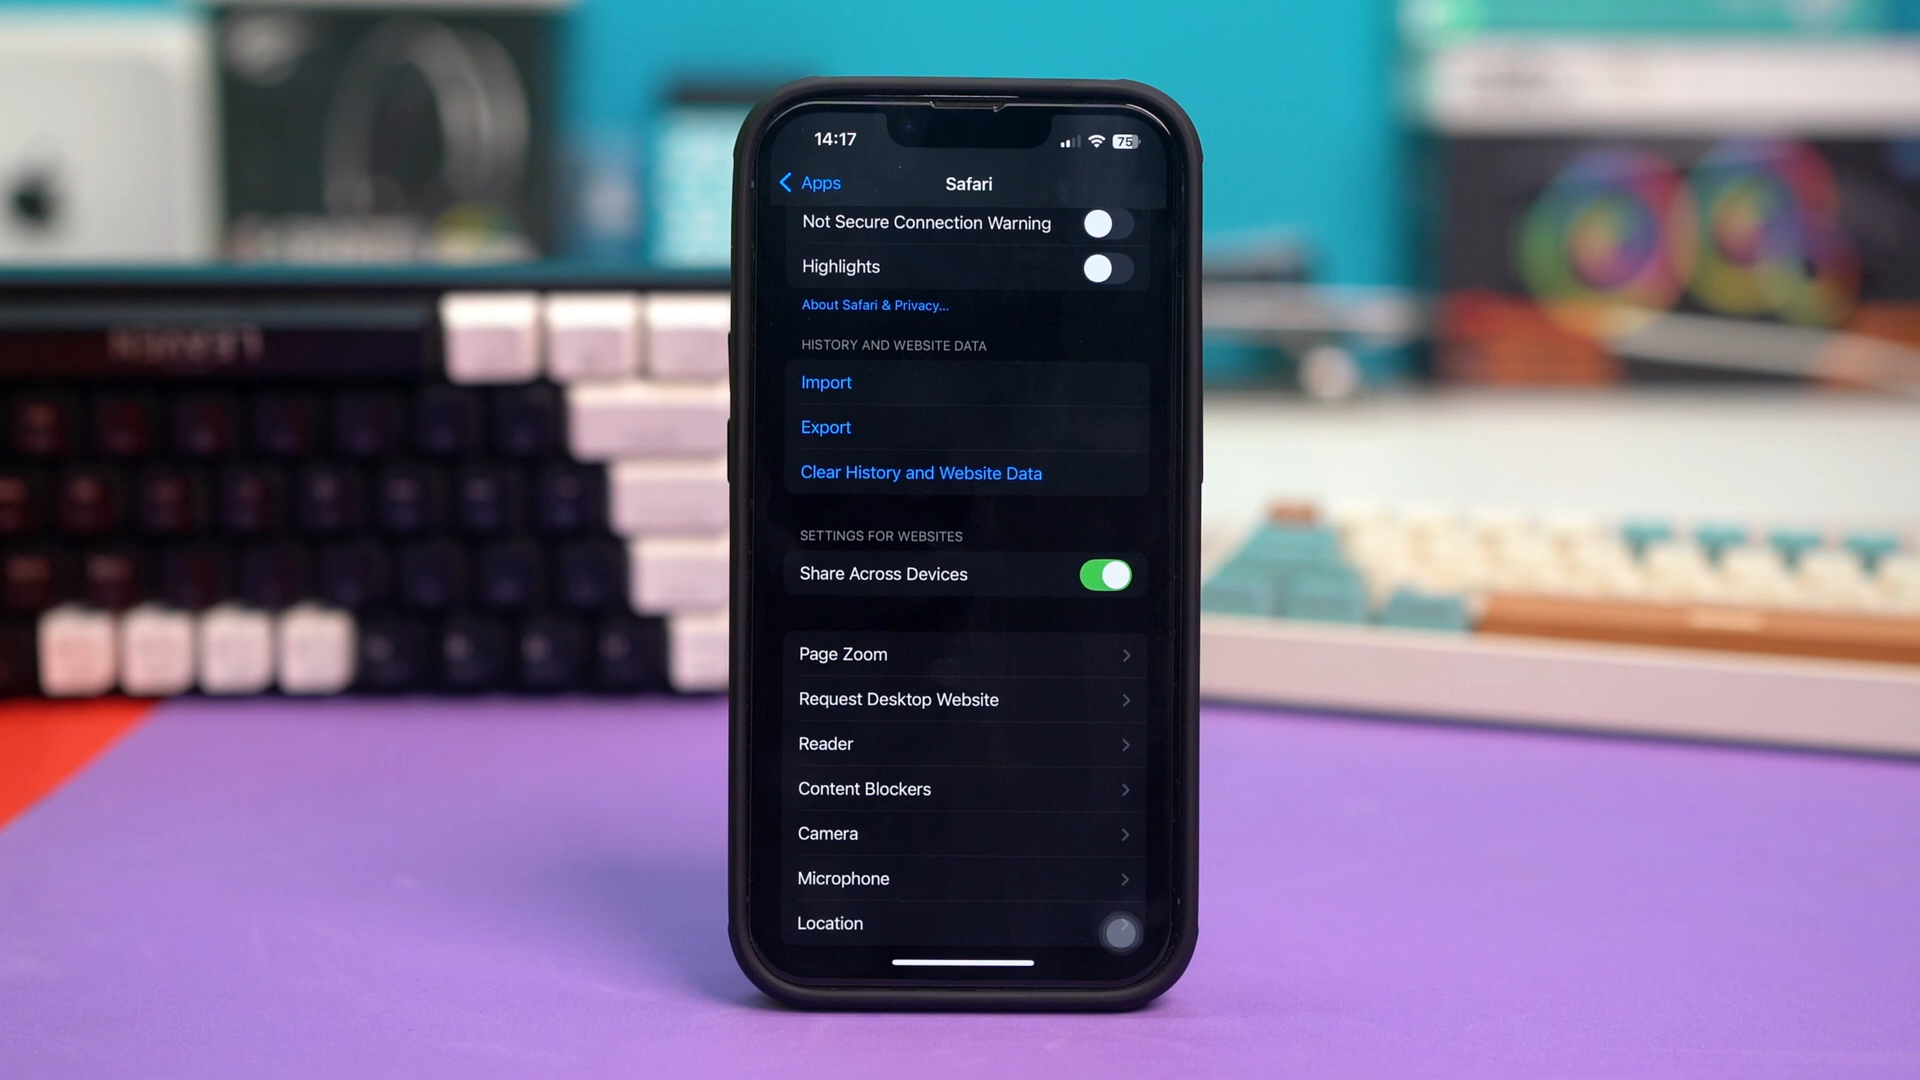 14:17
75
Apps
Safari
Not Secure Connection Warning
Highlights
About Safari & Privacy...
HISTORY AND WEBSITE DATA
Import
Export
Clear History and Website Data
SETTINGS FOR WEBSITES
Share Across Devices
Page Zoom
Request Desktop Website
Reader
Content Blockers
Camera
Microphone
Location